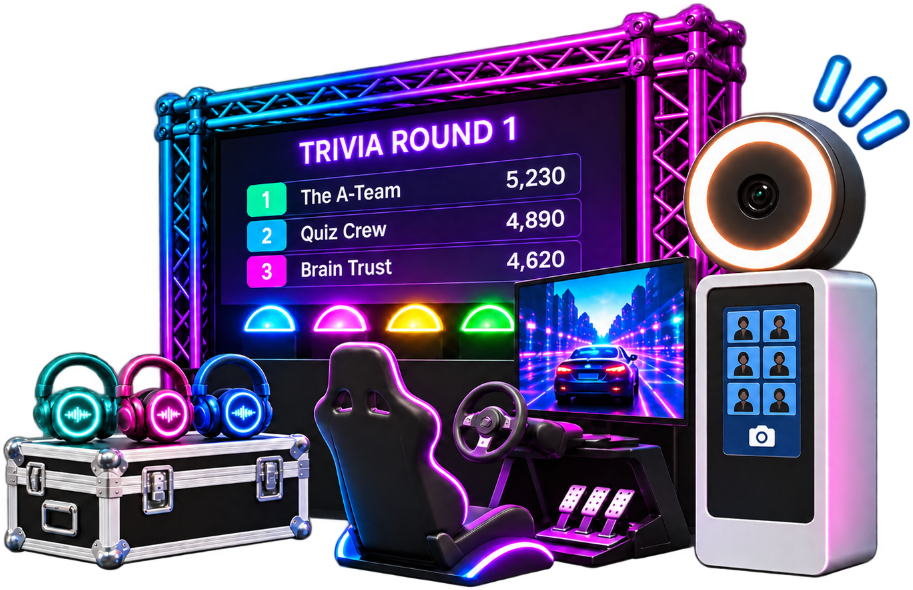 TRIVIA ROUND 1
1 The A-Team 5,230
2 Quiz Crew 4,890
3 Brain Trust 4,620